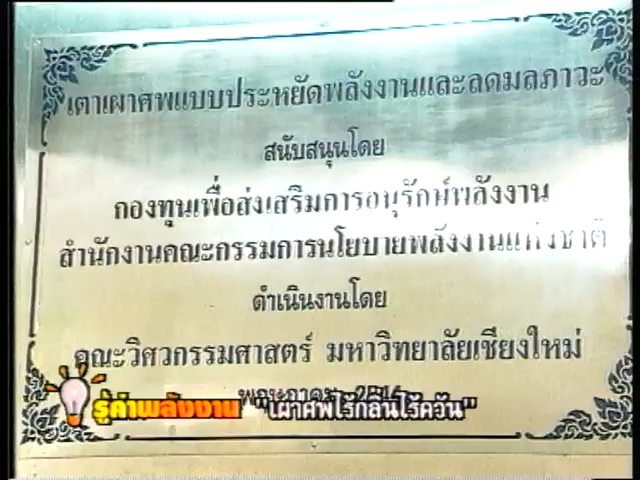 เตาเผาศพแบบประหยัดพลังงานและลดมลภาวะ
สนับสนุนโดย
กองทุนเพื่อส่งเสริมการอนุรักษ์พลังงาน
สำนักงานคณะกรรมการนโยบายพลังงานแห่งชาติ
ดำเนินงานโดย
คณะวิศวกรรมศาสตร์ มหาวิทยาลัยเชียงใหม่
พฤษภาคม
รู้ค่าพลังงาน "เผาศพไร้กลิ่นไร้ควัน"